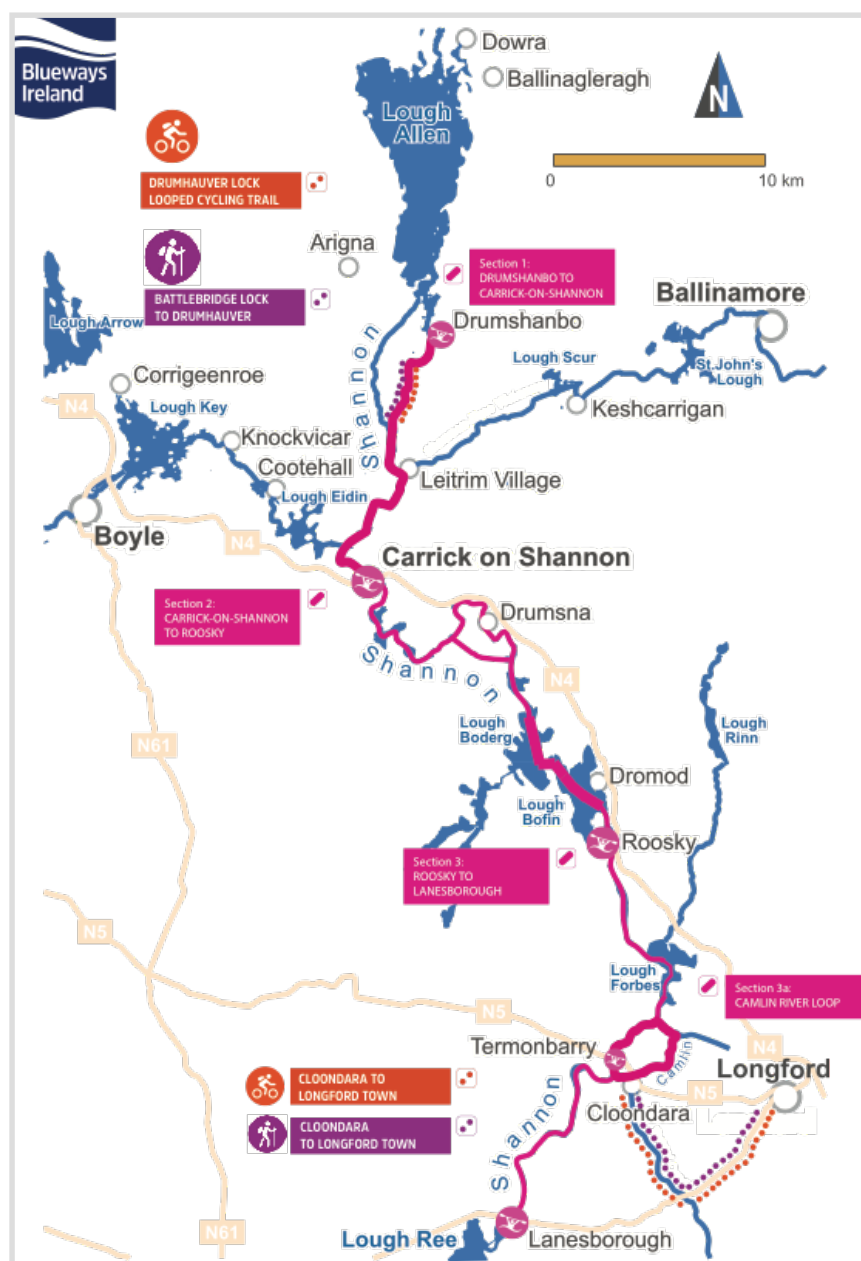 Blueways
Ireland
Dowra
Ballinagleragh
Lough
Allen
N
0
10 km
DRUMHAUVER LOCK
LOOPED CYCLING TRAIL
Arigna
BATTLEBRIDGE LOCK
TO DRUMHAUVER
Section 1:
DRUMSHANBO TO
CARRICK-ON-SHANNON
Lough Arrow
Drumshanbo
Ballinamore
Shannon
Lough Scur
St.John's
Lough
Corrigeenroe
Lough Key
N4
Keshcarrigan
Knockvicar
Cootehall
Leitrim Village
Lough Eidin
Boyle
N4
Carrick on Shannon
Section 2:
CARRICK-ON-SHANNON
TO ROOSKY
Drumsna
Shannon
N4
Lough
Boderg
Lough
Rinn
N61
Dromod
Lough
Bofin
Roosky
Section 3:
ROOSKY TO
LANESBOROUGH
N5
Lough
Forbes
Section 3a:
CAMLIN RIVER LOOP
N5
Termonbarry
N4
Camlin
Longford
CLOONDARA TO
LONGFORD TOWN
N5
Cloondara
CLOONDARA
TO LONGFORD TOWN
Shannon
N61
Lough Ree
Lanesborough